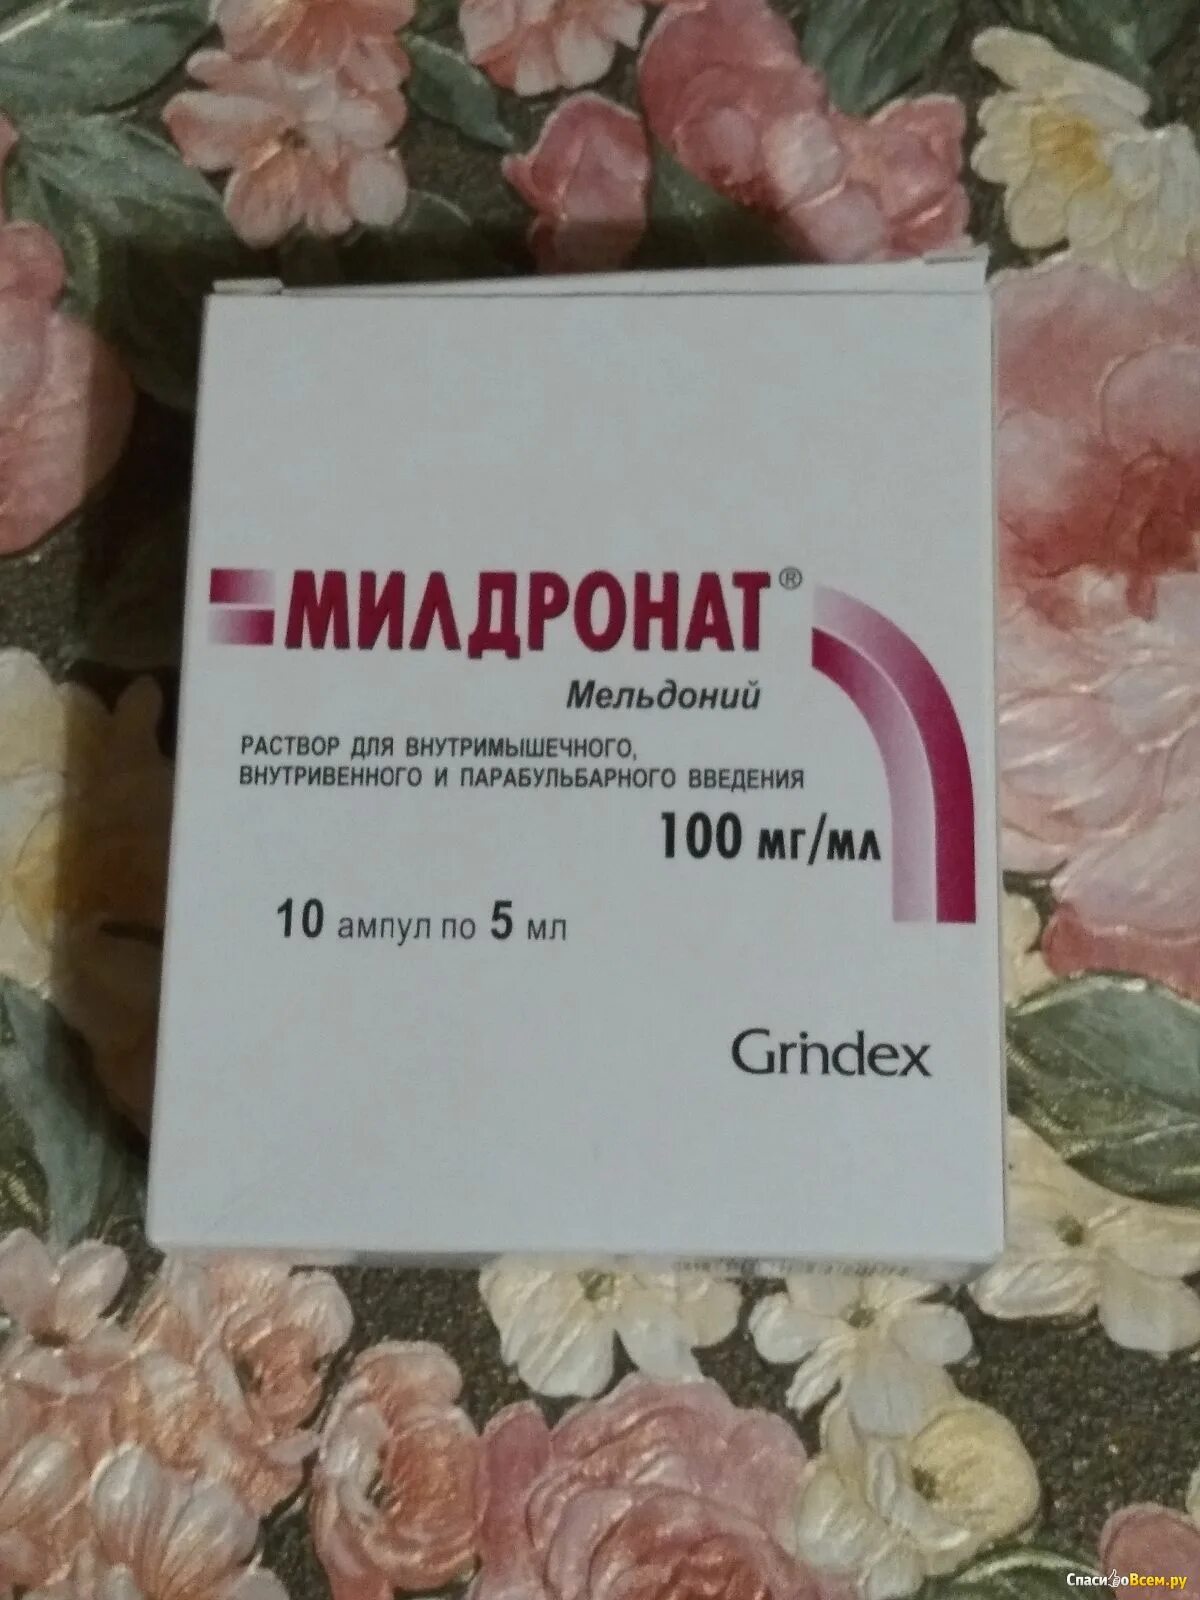 МИЛДРОНАТ®
Мельдоний
РАСТВОР ДЛЯ ВНУТРИМЫШЕЧНОГО,
ВНУТРИВЕННОГО И ПАРАБУЛЬБАРНОГО ВВЕДЕНИЯ
100 мг/мл
10 ампул по 5 мл
Grindex
СпасибоВсем.ру